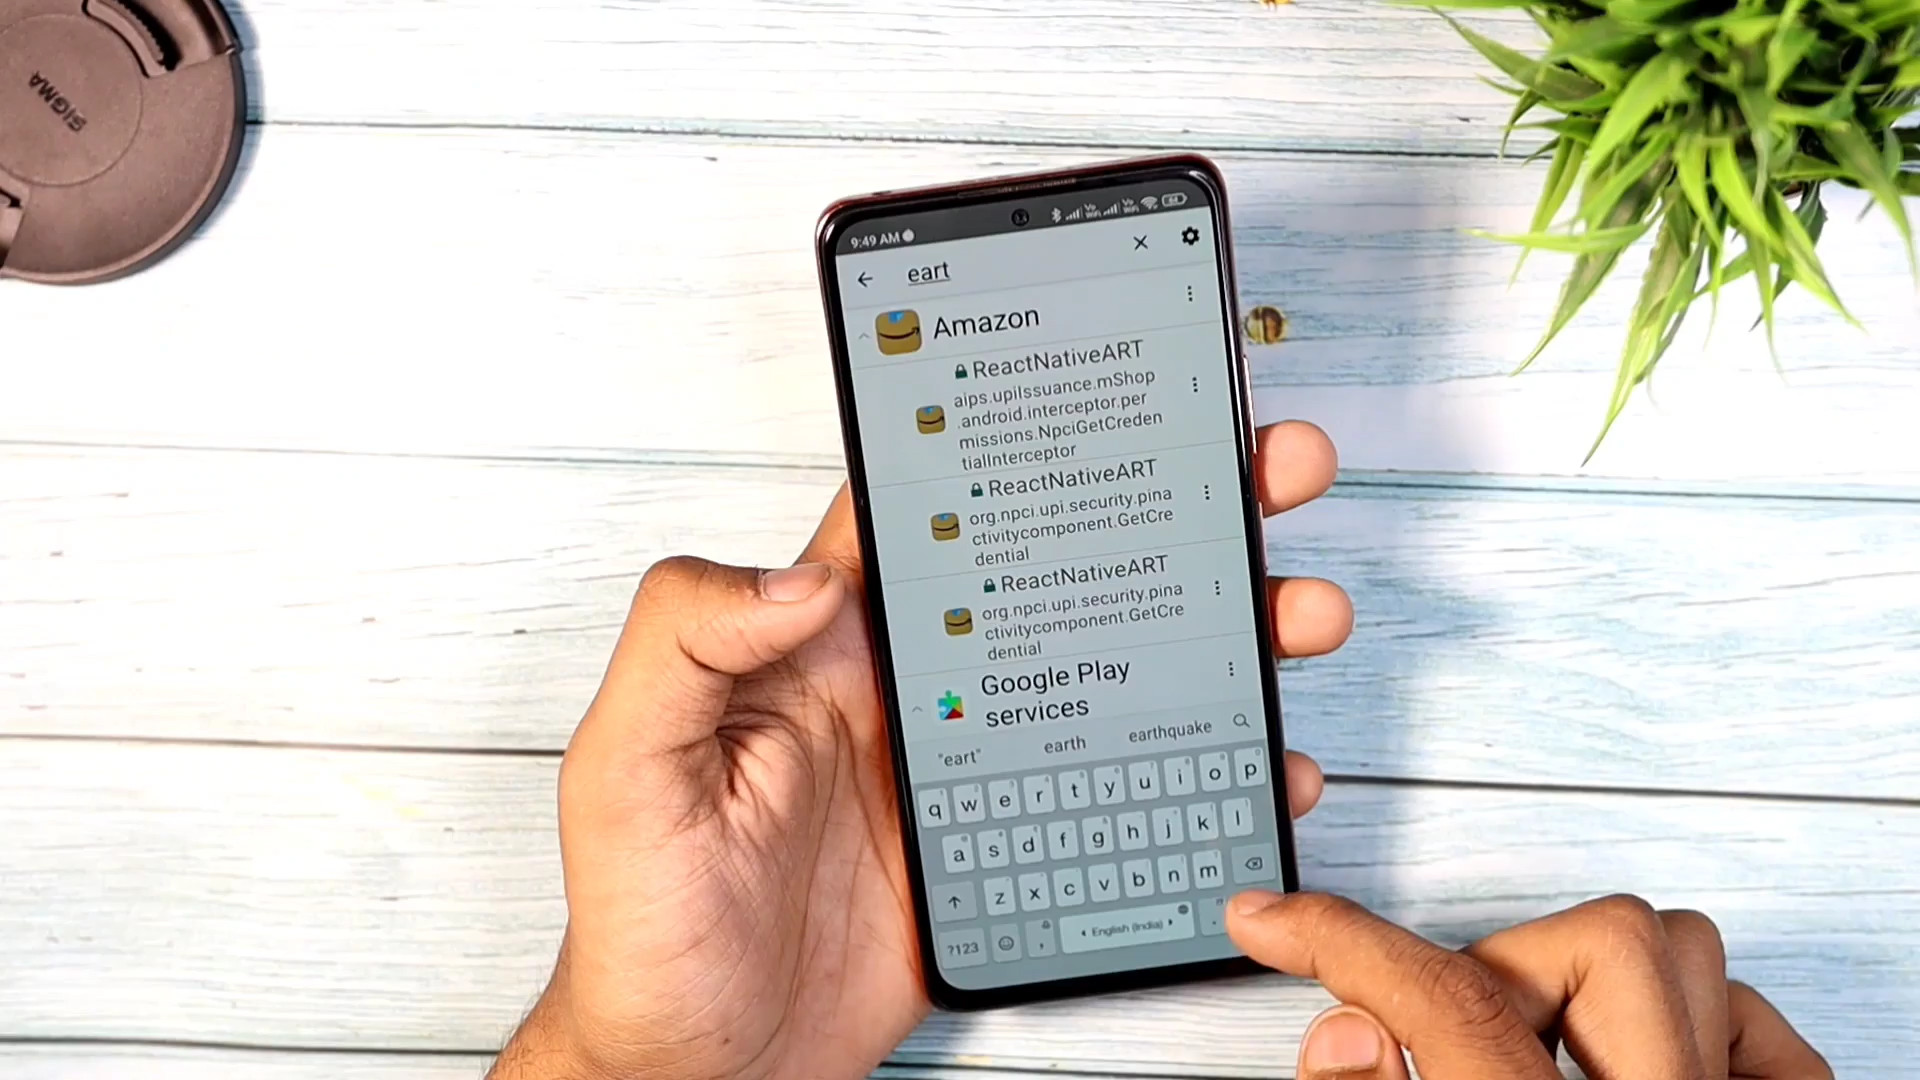 SIGMA
9:49 AM
eart
Amazon
ReactNativeART
aips.upiIssuance.mShop
.android.interceptor.per
missions.NpciGetCreden
tialInterceptor
ReactNativeART
org.npci.upi.security.pina
ctivitycomponent.GetCre
dential
ReactNativeART
org.npci.upi.security.pina
ctivitycomponent.GetCre
dential
Google Play
services
"eart" earth earthquake
q w e r t y u i o p
a s d f g h j k l
z x c v b n m
?123 , English (India) .